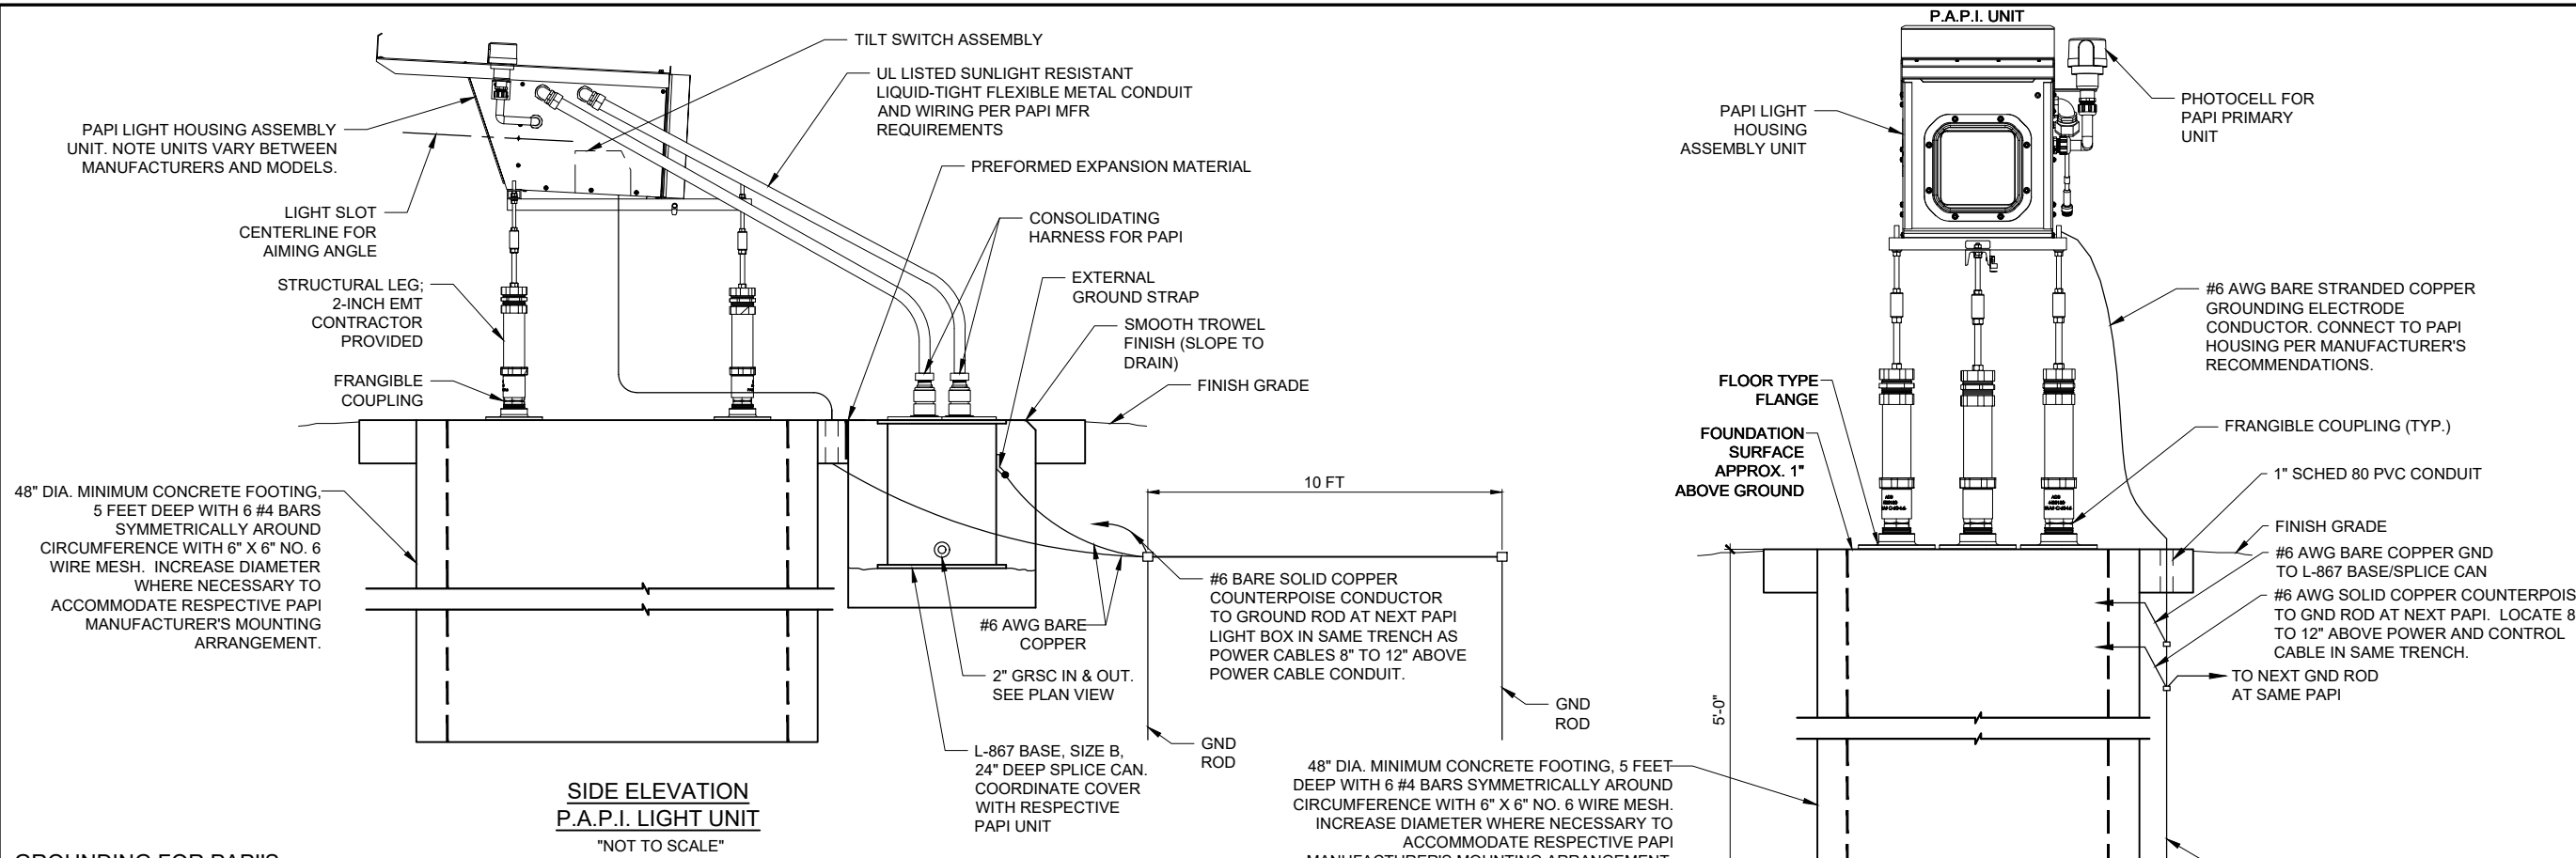 TILT SWITCH ASSEMBLY
UL LISTED SUNLIGHT RESISTANT
LIQUID-TIGHT FLEXIBLE METAL CONDUIT
AND WIRING PER PAPI MFR
REQUIREMENTS
PAPI LIGHT HOUSING ASSEMBLY
UNIT. NOTE UNITS VARY BETWEEN
MANUFACTURERS AND MODELS.
PREFORMED EXPANSION MATERIAL
LIGHT SLOT
CENTERLINE FOR
AIMING ANGLE
CONSOLIDATING
HARNESS FOR PAPI
EXTERNAL
GROUND STRAP
STRUCTURAL LEG;
2-INCH EMT
CONTRACTOR
PROVIDED
SMOOTH TROWEL
FINISH (SLOPE TO
DRAIN)
FRANGIBLE
COUPLING
FINISH GRADE
48" DIA. MINIMUM CONCRETE FOOTING,
5 FEET DEEP WITH 6 #4 BARS
SYMMETRICALLY AROUND
CIRCUMFERENCE WITH 6" X 6" NO. 6
WIRE MESH. INCREASE DIAMETER
WHERE NECESSARY TO
ACCOMMODATE RESPECTIVE PAPI
MANUFACTURER'S MOUNTING
ARRANGEMENT.
10 FT
#6 AWG BARE
COPPER
#6 BARE SOLID COPPER
COUNTERPOISE CONDUCTOR
TO GROUND ROD AT NEXT PAPI
LIGHT BOX IN SAME TRENCH AS
POWER CABLES 8" TO 12" ABOVE
POWER CABLE CONDUIT.
2" GRSC IN & OUT.
SEE PLAN VIEW
GND
ROD
GND
ROD
L-867 BASE, SIZE B,
24" DEEP SPLICE CAN.
COORDINATE COVER
WITH RESPECTIVE
PAPI UNIT
SIDE ELEVATION
P.A.P.I. LIGHT UNIT
"NOT TO SCALE"
GROUNDING FOR PAPI'S
P.A.P.I. UNIT
PAPI LIGHT
HOUSING
ASSEMBLY UNIT
PHOTOCELL FOR
PAPI PRIMARY
UNIT
#6 AWG BARE STRANDED COPPER
GROUNDING ELECTRODE
CONDUCTOR. CONNECT TO PAPI
HOUSING PER MANUFACTURER'S
RECOMMENDATIONS.
FLOOR TYPE
FLANGE
FOUNDATION
SURFACE
APPROX. 1"
ABOVE GROUND
FRANGIBLE COUPLING (TYP.)
1" SCHED 80 PVC CONDUIT
FINISH GRADE
#6 AWG BARE COPPER GND
TO L-867 BASE/SPLICE CAN
#6 AWG SOLID COPPER COUNTERPOIS
TO GND ROD AT NEXT PAPI. LOCATE 8
TO 12" ABOVE POWER AND CONTROL
CABLE IN SAME TRENCH.
TO NEXT GND ROD
AT SAME PAPI
5'-0"
48" DIA. MINIMUM CONCRETE FOOTING, 5 FEET
DEEP WITH 6 #4 BARS SYMMETRICALLY AROUND
CIRCUMFERENCE WITH 6" X 6" NO. 6 WIRE MESH.
INCREASE DIAMETER WHERE NECESSARY TO
ACCOMMODATE RESPECTIVE PAPI
MANUFACTURER'S MOUNTING ARRANGEMENT.